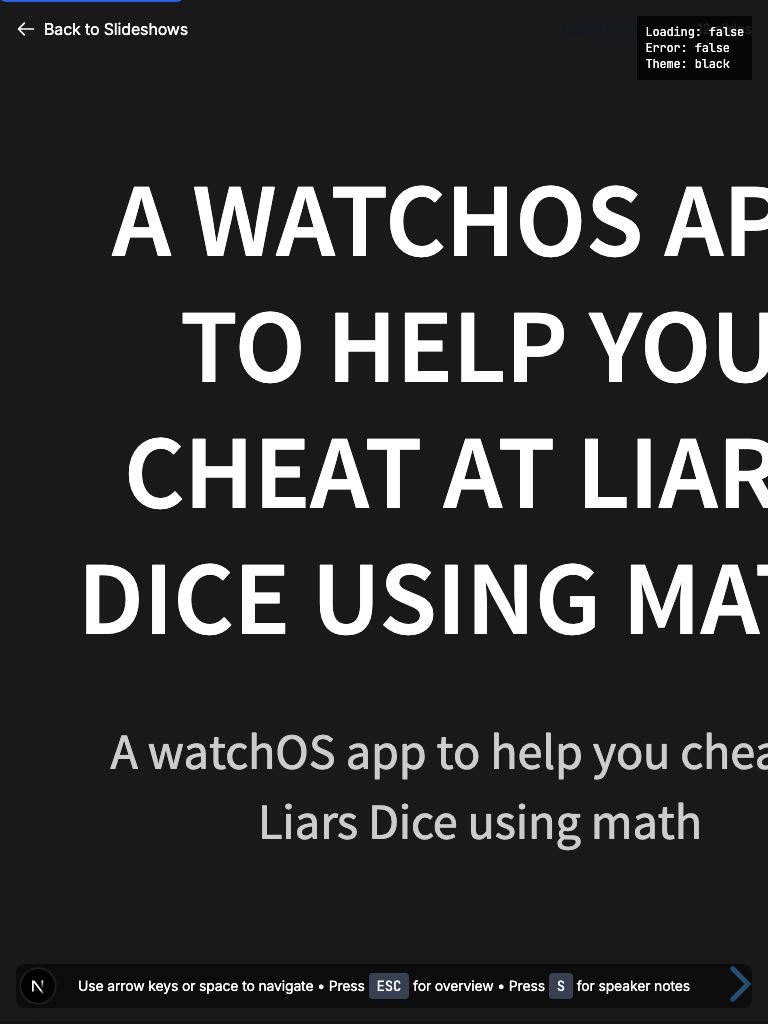 Back to Slideshows
Loading: false
Error: false
Theme: black
A WATCHOS AP
TO HELP YOU
CHEAT AT LIAR
DICE USING MAT
A watchOS app to help you chea
Liars Dice using math
N
Use arrow keys or space to navigate • Press ESC for overview • Press S for speaker notes